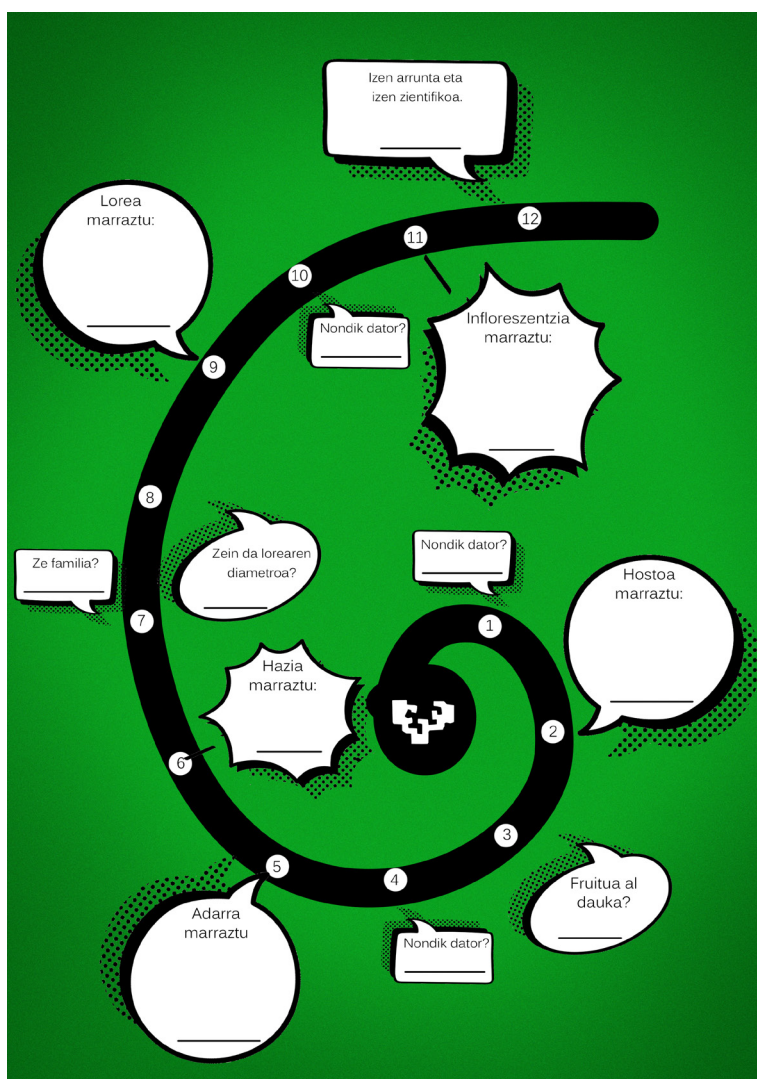 Izen arrunta eta
izen zientifikoa.
Lorea
marraztu:
12
11
10
Infloreszentzia
marraztu:
Nondik dator?
9
8
Zein da lorearen
diametroa?
Ze familia?
Nondik dator?
Hostoa
marraztu:
7
1
Hazia
marraztu:
2
6
3
5
4
Fruitua al
dauka?
Adarra
marraztu
Nondik dator?